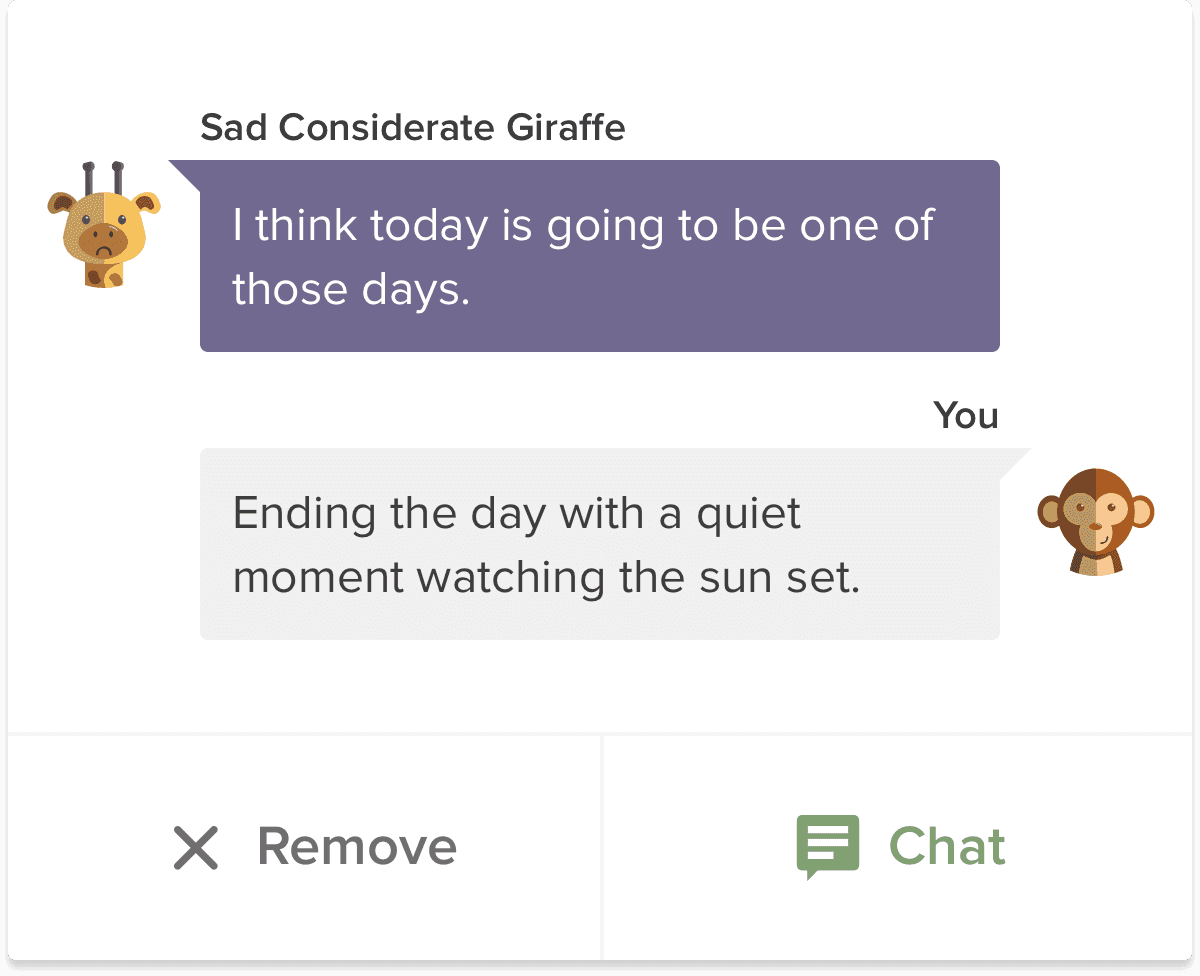 Sad Considerate Giraffe
I think today is going to be one of
those days.
You
Ending the day with a quiet
moment watching the sun set.
Remove
Chat